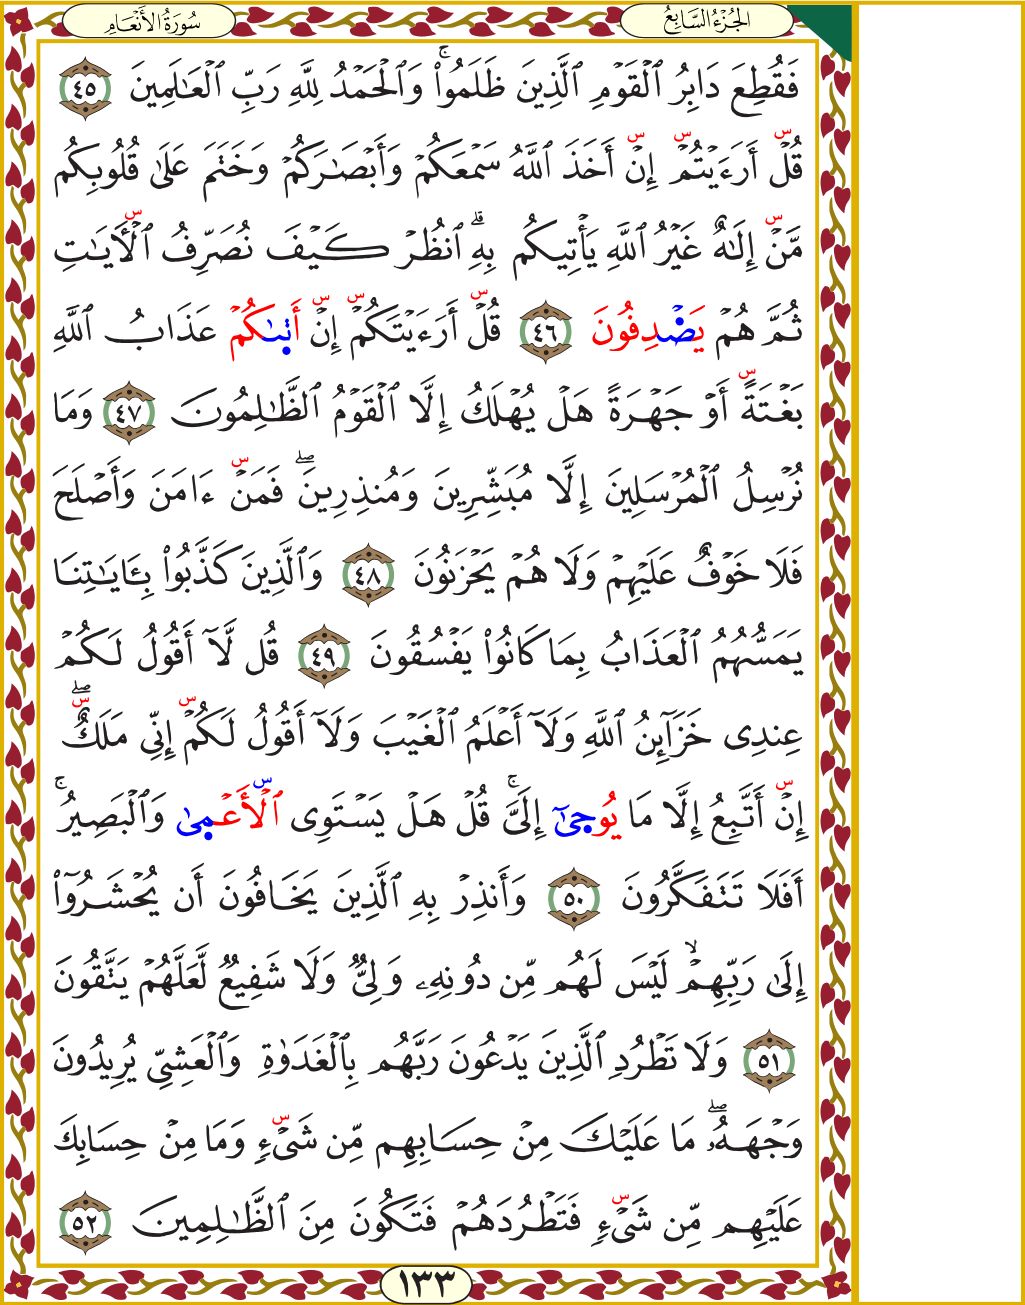 الجُزْءُ السَّابِعُ
سُورَةُ الأَنْعَامِ
فَقُطِعَ دَابِرُ ٱلْقَوْمِ ٱلَّذِينَ ظَلَمُوا۟ۚ وَٱلْحَمْدُ لِلَّهِ رَبِّ ٱلْعَـٰلَمِينَ ٤٥
قُلْ أَرَءَيْتُمْ إِنْ أَخَذَ ٱللَّهُ سَمْعَكُمْ وَأَبْصَـٰرَكُمْ وَخَتَمَ عَلَىٰ قُلُوبِكُم
مَّنْ إِلَـٰهٌ غَيْرُ ٱللَّهِ يَأْتِيكُم بِهِۗ ٱنظُرْ كَيْفَ نُصَرِّفُ ٱلْأَيَـٰتِ
ثُمَّ هُمْ يَصْدِفُونَ ٤٦ قُلْ أَرَءَيْتَكُمْ إِنْ أَتىٰكُمْ عَذَابُ ٱللَّهِ
بَغْتَةً أَوْ جَهْرَةً هَلْ يُهْلَكُ إِلَّا ٱلْقَوْمُ ٱلظَّـٰلِمُونَ ٤٧ وَمَا
نُرْسِلُ ٱلْمُرْسَلِينَ إِلَّا مُبَشِّرِينَ وَمُنذِرِينَۖ فَمَنْ ءَامَنَ وَأَصْلَحَ
فَلَا خَوْفٌ عَلَيْهِمْ وَلَا هُمْ يَحْزَنُونَ ٤٨ وَٱلَّذِينَ كَذَّبُوا۟ بِـَٔايَـٰتِنَا
يَمَسُّهُمُ ٱلْعَذَابُ بِمَا كَانُوا۟ يَفْسُقُونَ ٤٩ قُل لَّآ أَقُولُ لَكُمْ
عِندِى خَزَآئِنُ ٱللَّهِ وَلَآ أَعْلَمُ ٱلْغَيْبَ وَلَآ أَقُولُ لَكُمْ إِنِّى مَلَكٌۖ
إِنْ أَتَّبِعُ إِلَّا مَا يُوحىٰٓ إِلَىَّۚ قُلْ هَلْ يَسْتَوِى ٱلْأَعْمىٰ وَٱلْبَصِيرُۚ
أَفَلَا تَتَفَكَّرُونَ ٥٠ وَأَنذِرْ بِهِ ٱلَّذِينَ يَخَافُونَ أَن يُحْشَرُوٓا۟
إِلَىٰ رَبِّهِمْۙ لَيْسَ لَهُم مِّن دُونِهِۦ وَلِىٌّ وَلَا شَفِيعٌ لَّعَلَّهُمْ يَتَّقُونَ
٥١ وَلَا تَطْرُدِ ٱلَّذِينَ يَدْعُونَ رَبَّهُم بِٱلْغَدَوٰةِ وَٱلْعَشِىِّ يُرِيدُونَ
وَجْهَهُۥۖ مَا عَلَيْكَ مِنْ حِسَابِهِم مِّن شَىْءٍ وَمَا مِنْ حِسَابِكَ
عَلَيْهِم مِّن شَىْءٍ فَتَطْرُدَهُمْ فَتَكُونَ مِنَ ٱلظَّـٰلِمِينَ ٥٢
١٣٣